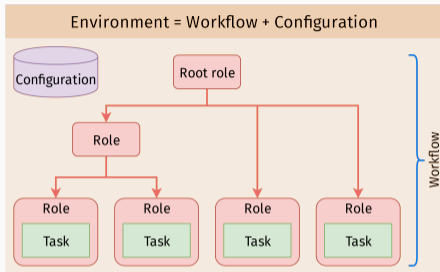 Environment = Workflow + Configuration
Configuration
Root role
Role
Workflow
Role
Role
Role
Role
Task
Task
Task
Task